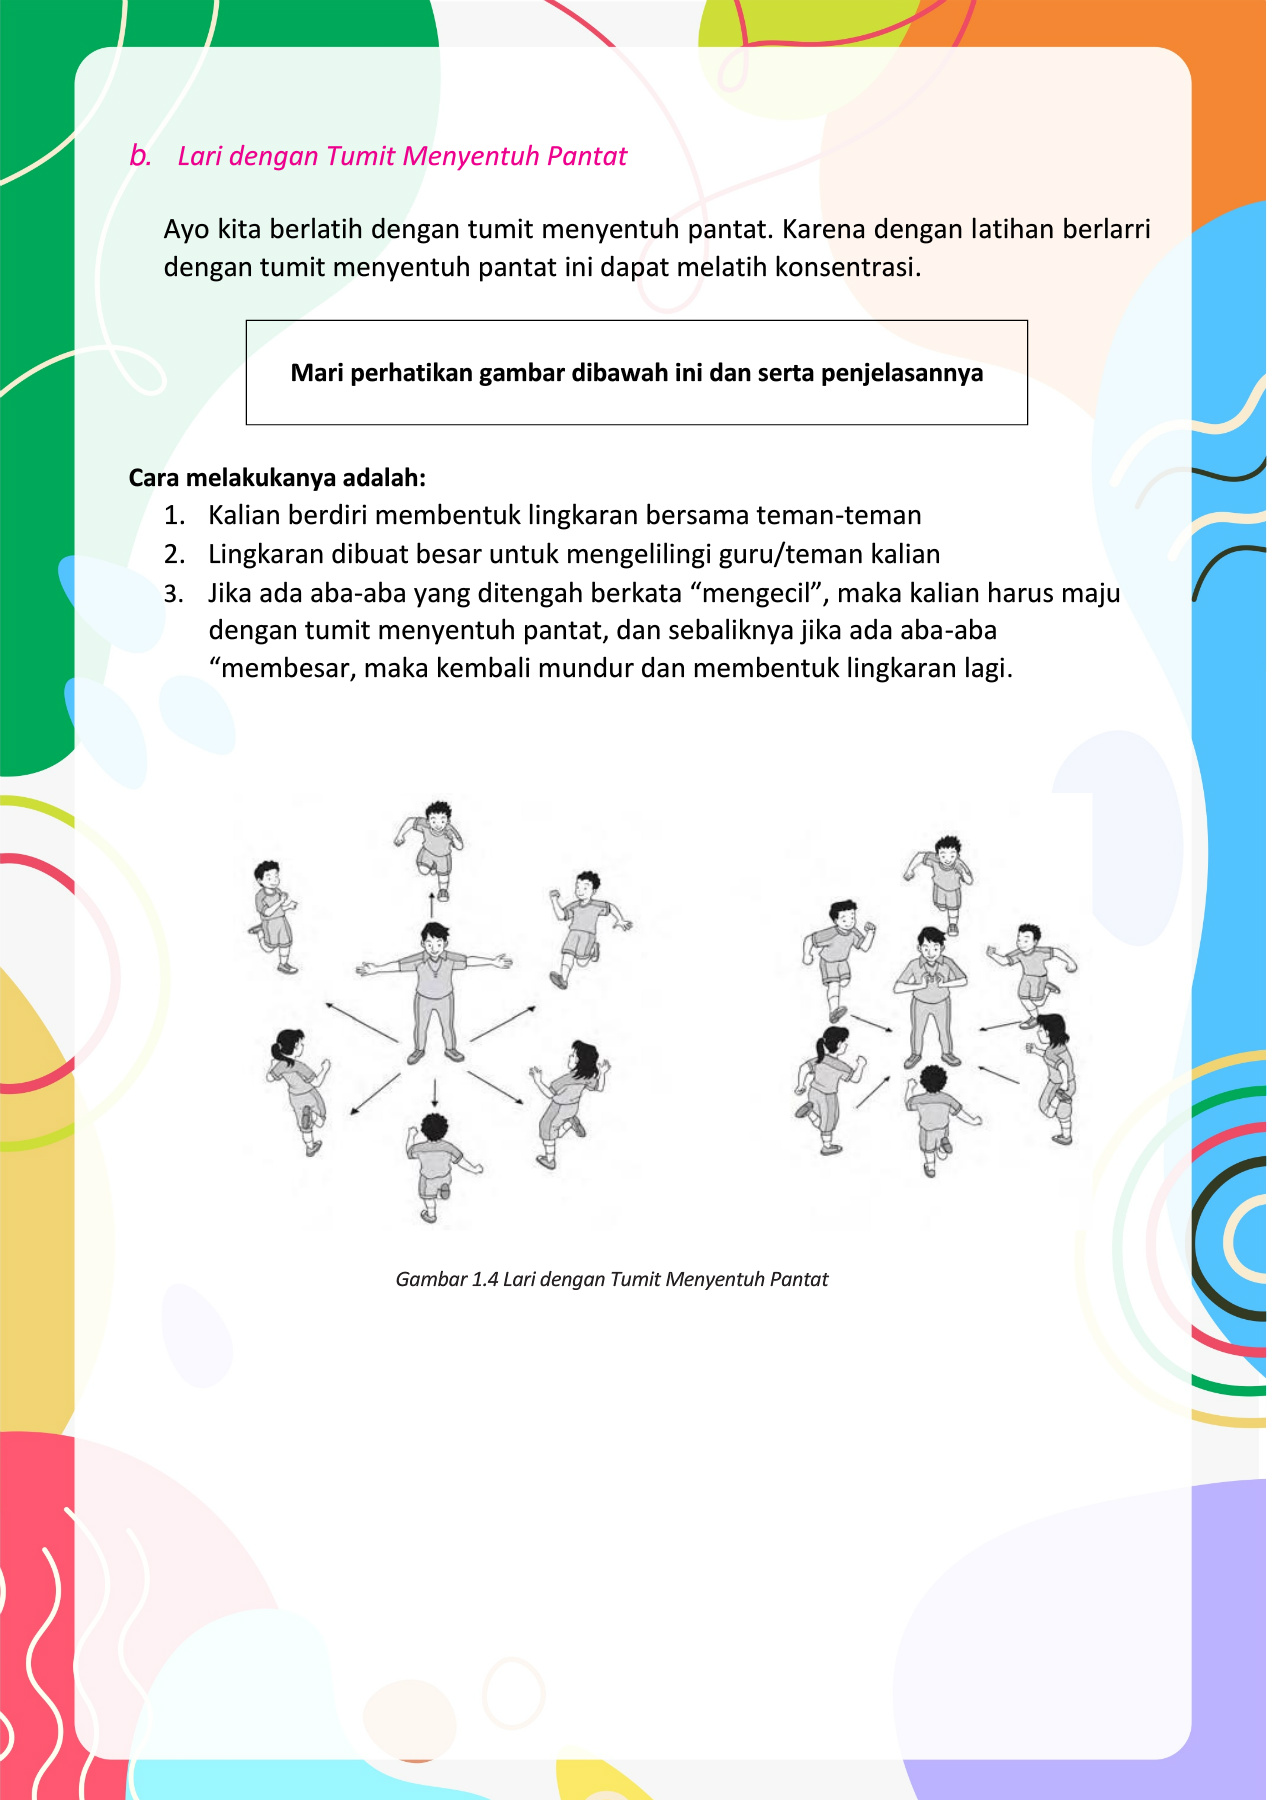 b. Lari dengan Tumit Menyentuh Pantat
Ayo kita berlatih dengan tumit menyentuh pantat. Karena dengan latihan berlarri
dengan tumit menyentuh pantat ini dapat melatih konsentrasi.
Mari perhatikan gambar dibawah ini dan serta penjelasannya
Cara melakukanya adalah:
1. Kalian berdiri membentuk lingkaran bersama teman-teman
2. Lingkaran dibuat besar untuk mengelilingi guru/teman kalian
3. Jika ada aba-aba yang ditengah berkata “mengecil”, maka kalian harus maju
dengan tumit menyentuh pantat, dan sebaliknya jika ada aba-aba
“membesar, maka kembali mundur dan membentuk lingkaran lagi.
Gambar 1.4 Lari dengan Tumit Menyentuh Pantat